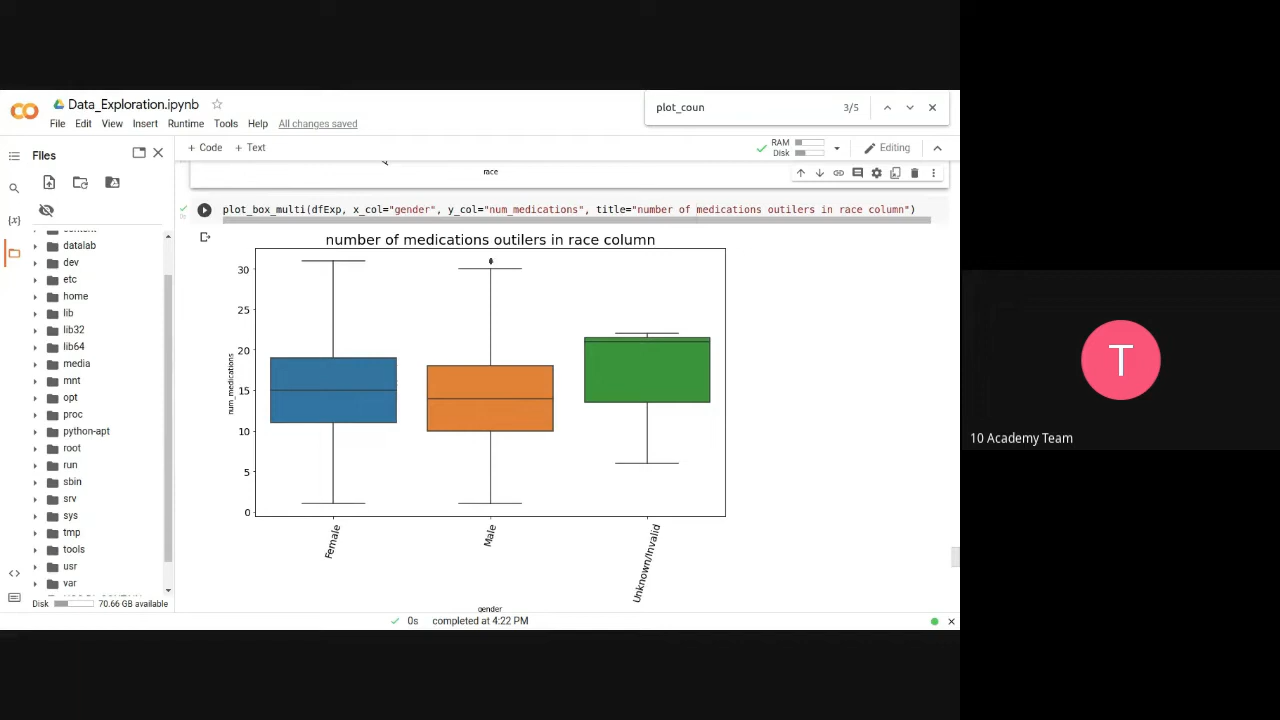 Data_Exploration.ipynb
plot_coun 3/5
File Edit View Insert Runtime Tools Help All changes saved
Files
+ Code + Text
RAM
Disk
Editing
race
datalab
dev
etc
home
lib
lib32
lib64
media
mnt
opt
proc
python-apt
root
run
sbin
srv
sys
tmp
tools
usr
var
Disk 70.66 GB available
{x}
plot_box_multi(dfExp, x_col="gender", y_col="num_medications", title="number of medications outilers in race column")
0s
number of medications outilers in race column
30
25
20
15
10
5
0
num_medications
Female
Male
Unknown/Invalid
gender
0s completed at 4:22 PM
T
10 Academy Team